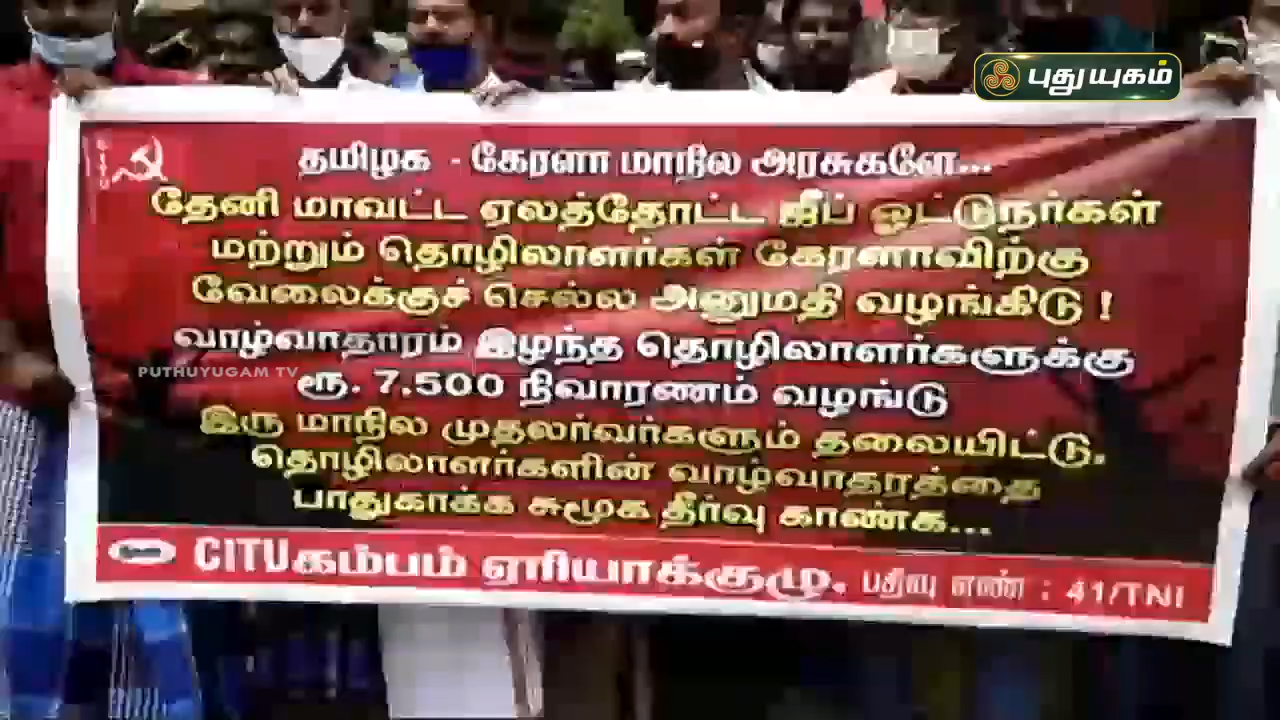 புதுயுகம்
CITU
தமிழக - கேரளா மாநில அரசுகளே...
தேனி மாவட்ட ஏலத்தோட்ட ஜீப் ஓட்டுநர்கள்
மற்றும் தொழிலாளர்கள் கேரளாவிற்கு
வேலைக்குச் செல்ல அனுமதி வழங்கிடு !
வாழ்வாதாரம் இழந்த தொழிலாளர்களுக்கு
PUTHUYUGAM TV
ரூ. 7.500 நிவாரணம் வழங்டு
இரு மாநில முதலர்வர்களும் தலையிட்டு.
தொழிலாளர்களின் வாழ்வாதரத்தை
பாதுகாக்க சுமூக தீர்வு காண்க...
CITU கம்பம் ஏரியாக்குழு. பதிவு எண் : 41/TNI